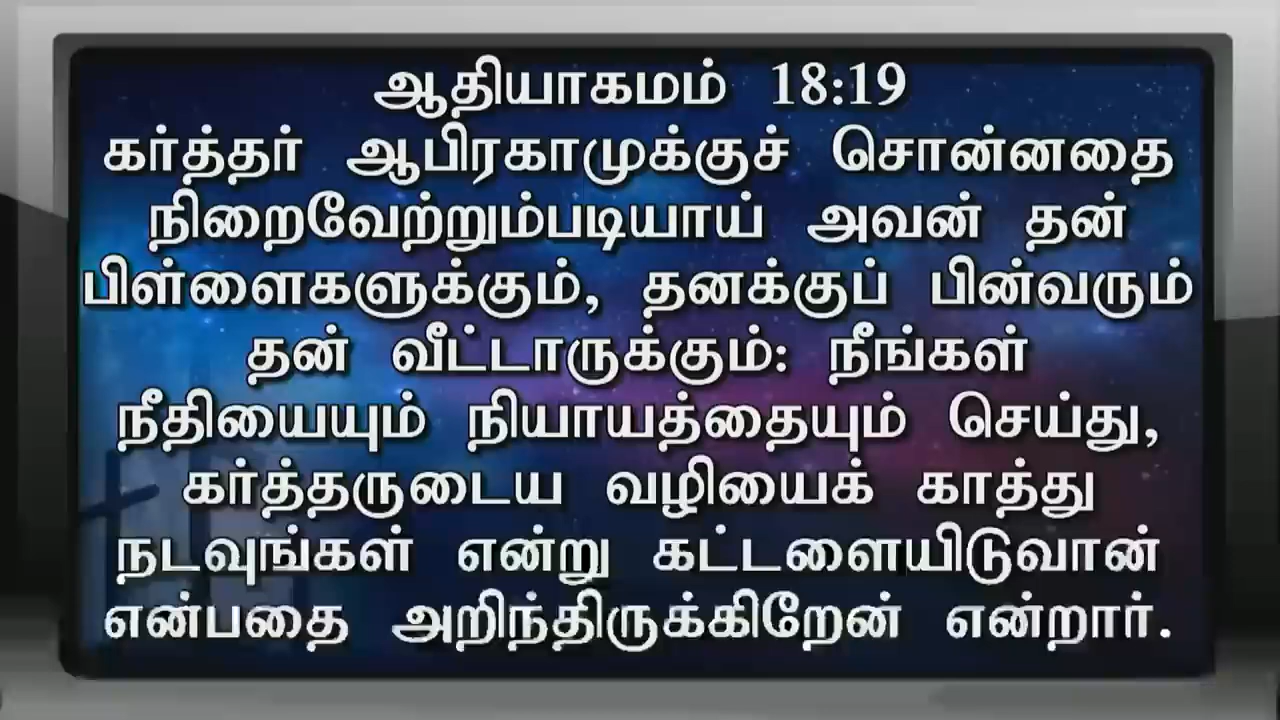 ஆதியாகமம் 18:19
கர்த்தர் ஆபிரகாமுக்குச் சொன்னதை
நிறைவேற்றும்படியாய் அவன் தன்
பிள்ளைகளுக்கும், தனக்குப் பின்வரும்
தன் வீட்டாருக்கும்: நீங்கள்
நீதியையும் நியாயத்தையும் செய்து,
கர்த்தருடைய வழியைக் காத்து
நடவுங்கள் என்று கட்டளையிடுவான்
என்பதை அறிந்திருக்கிறேன் என்றார்.